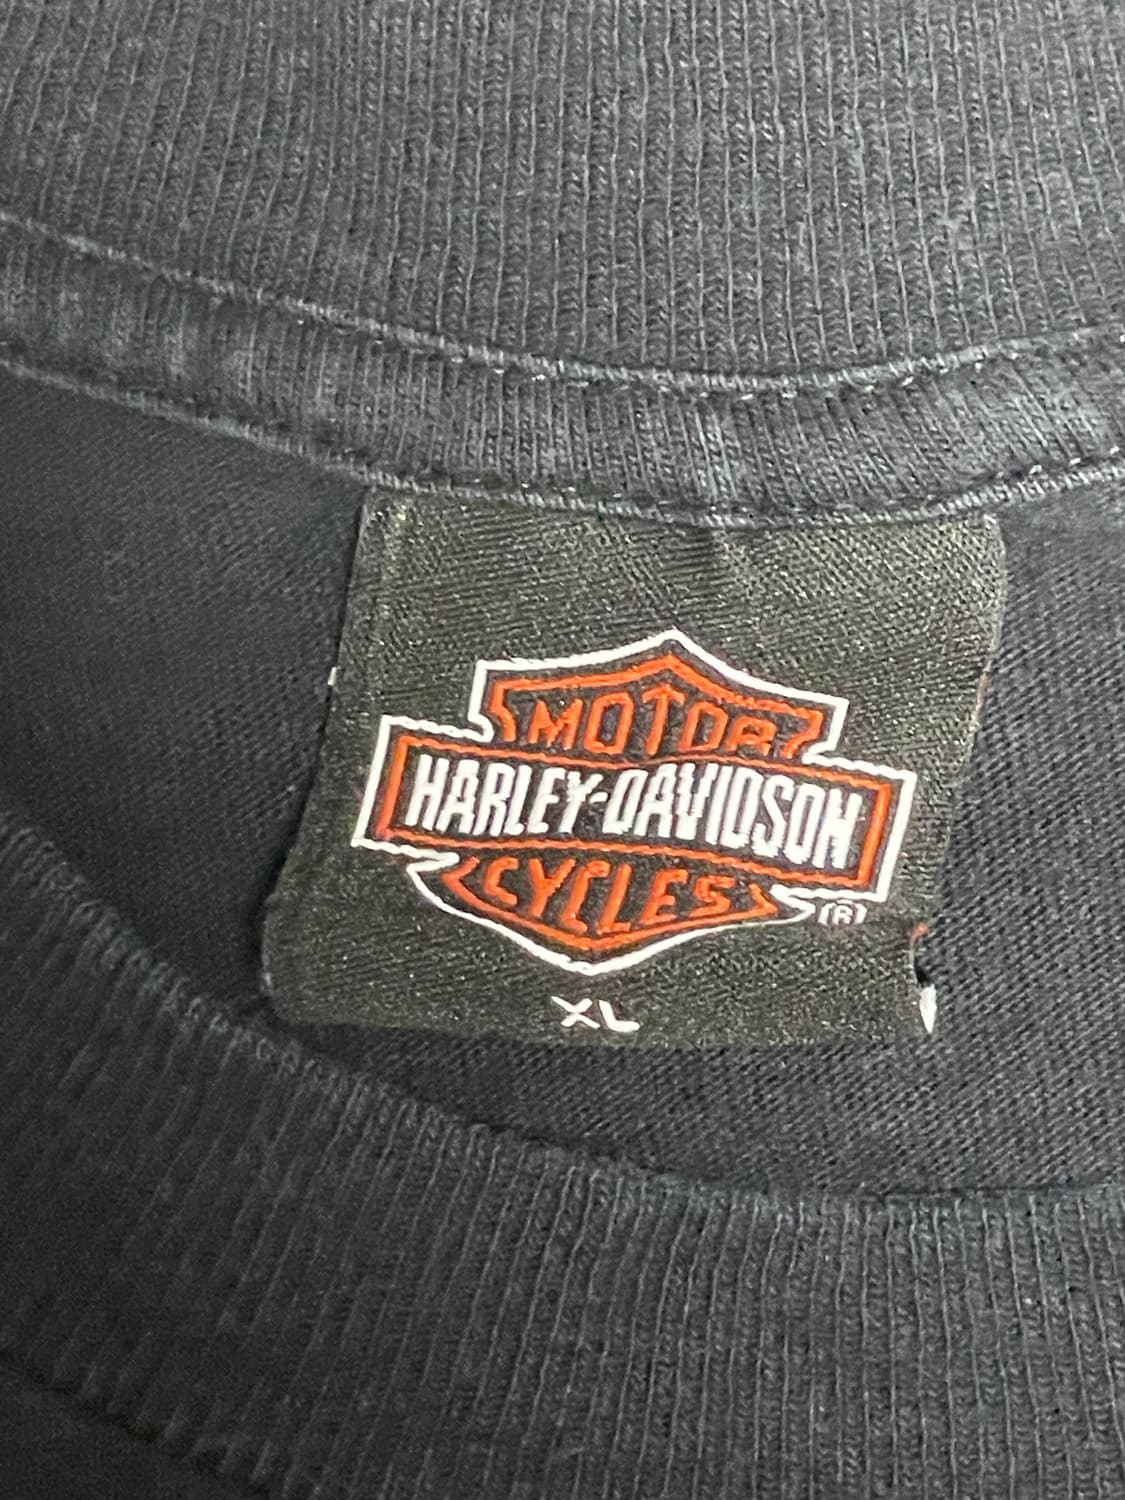 MOTOR
HARLEY-DAVIDSON
CYCLES
®
XL